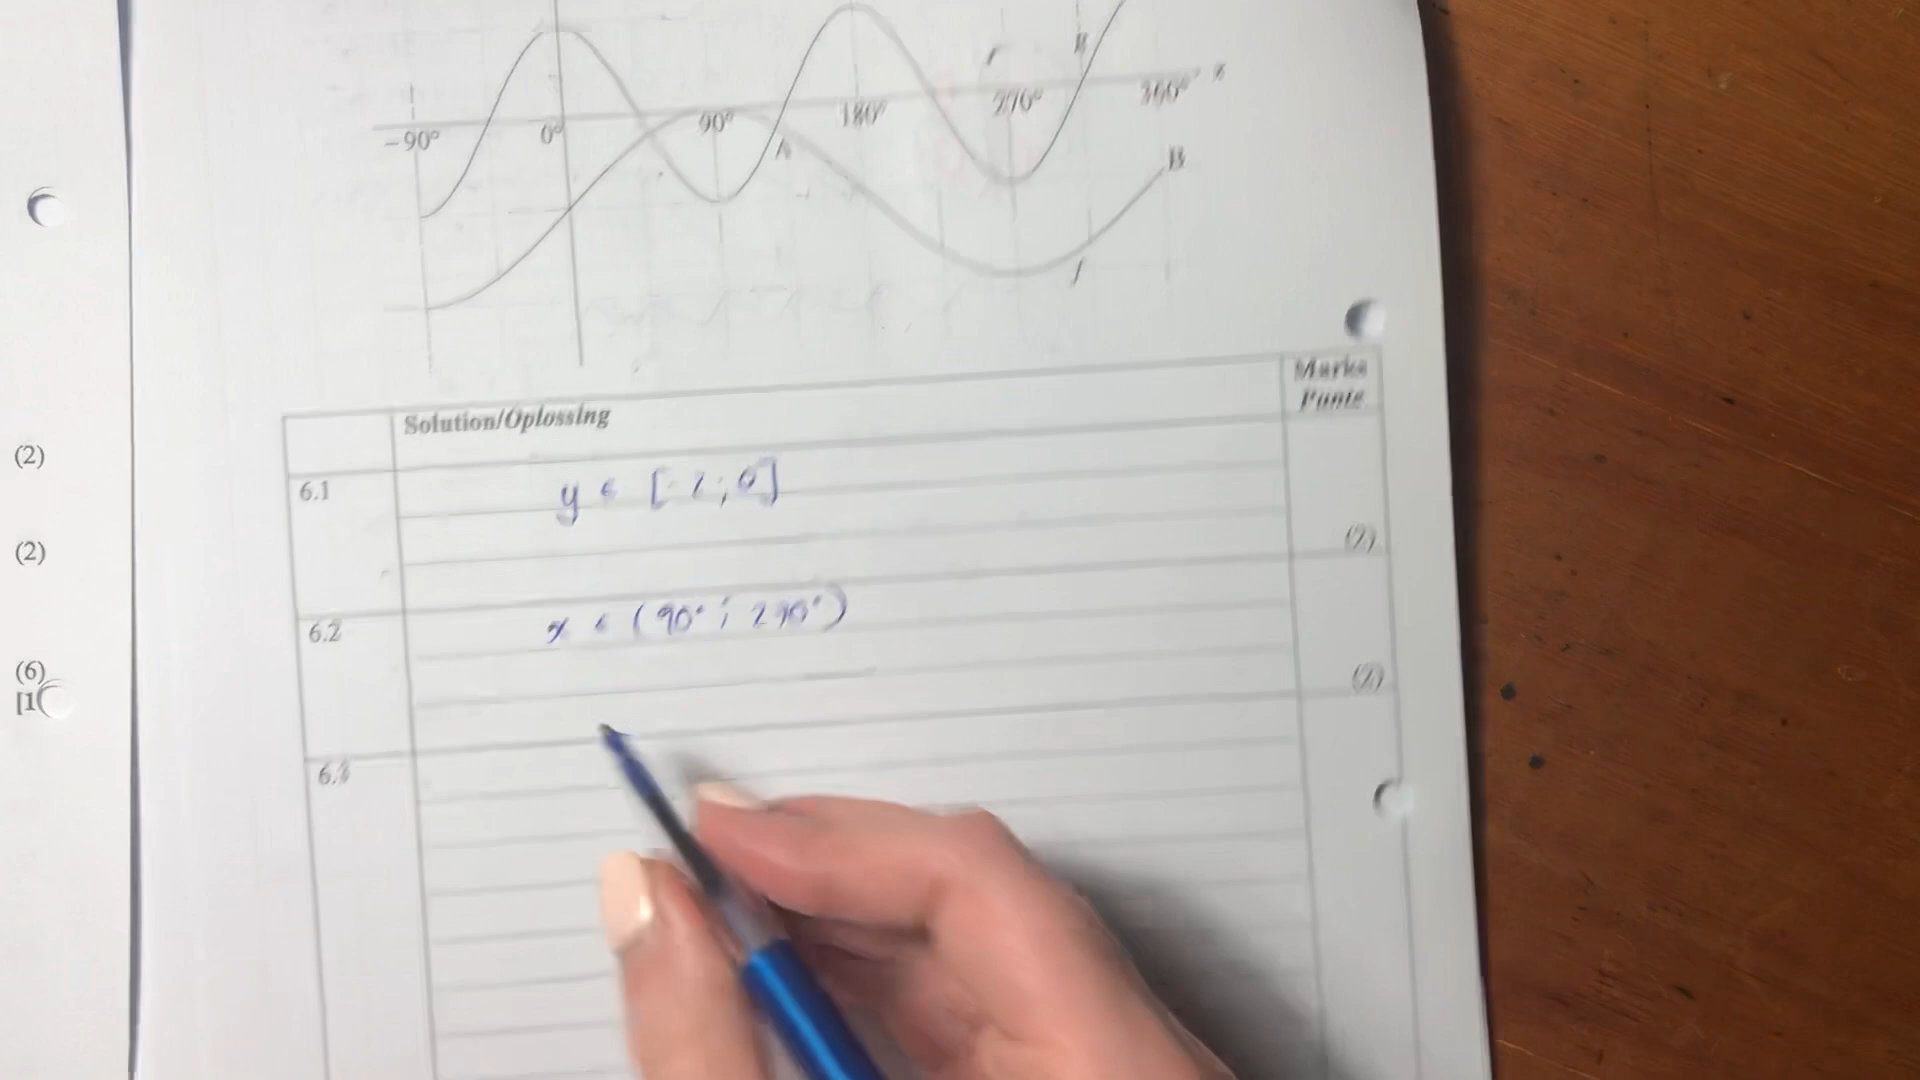 -90°
0°
90°
180°
270°
360°
x
A
B
Solution/Oplossing
Marks
Punte
6.1
y ∈ [-2 ; 0]
(2)
6.2
x ∈ (90° ; 270°)
(2)
6.3
(2)
(2)
(6)